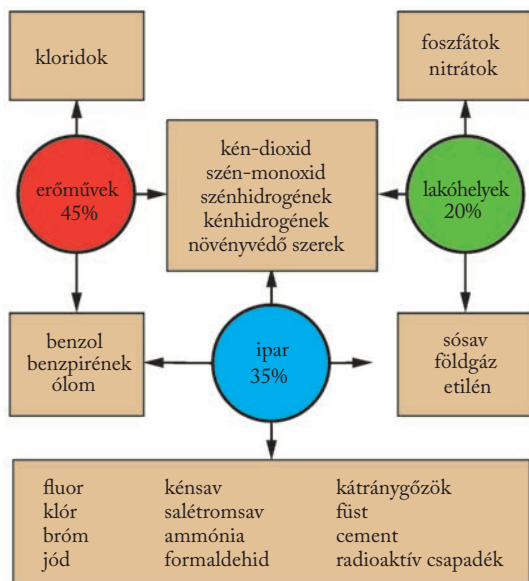 kloridok
foszfátok
nitrátok
erőművek
45%
kén-dioxid
szén-monoxid
szénhidrogének
kénhidrogének
növényvédő szerek
lakóhelyek
20%
benzol
benzpirének
ólom
ipar
35%
sósav
földgáz
etilén
fluor kénsav kátránygőzök
klór salétromsav füst
bróm ammónia cement
jód formaldehid radioaktív csapadék